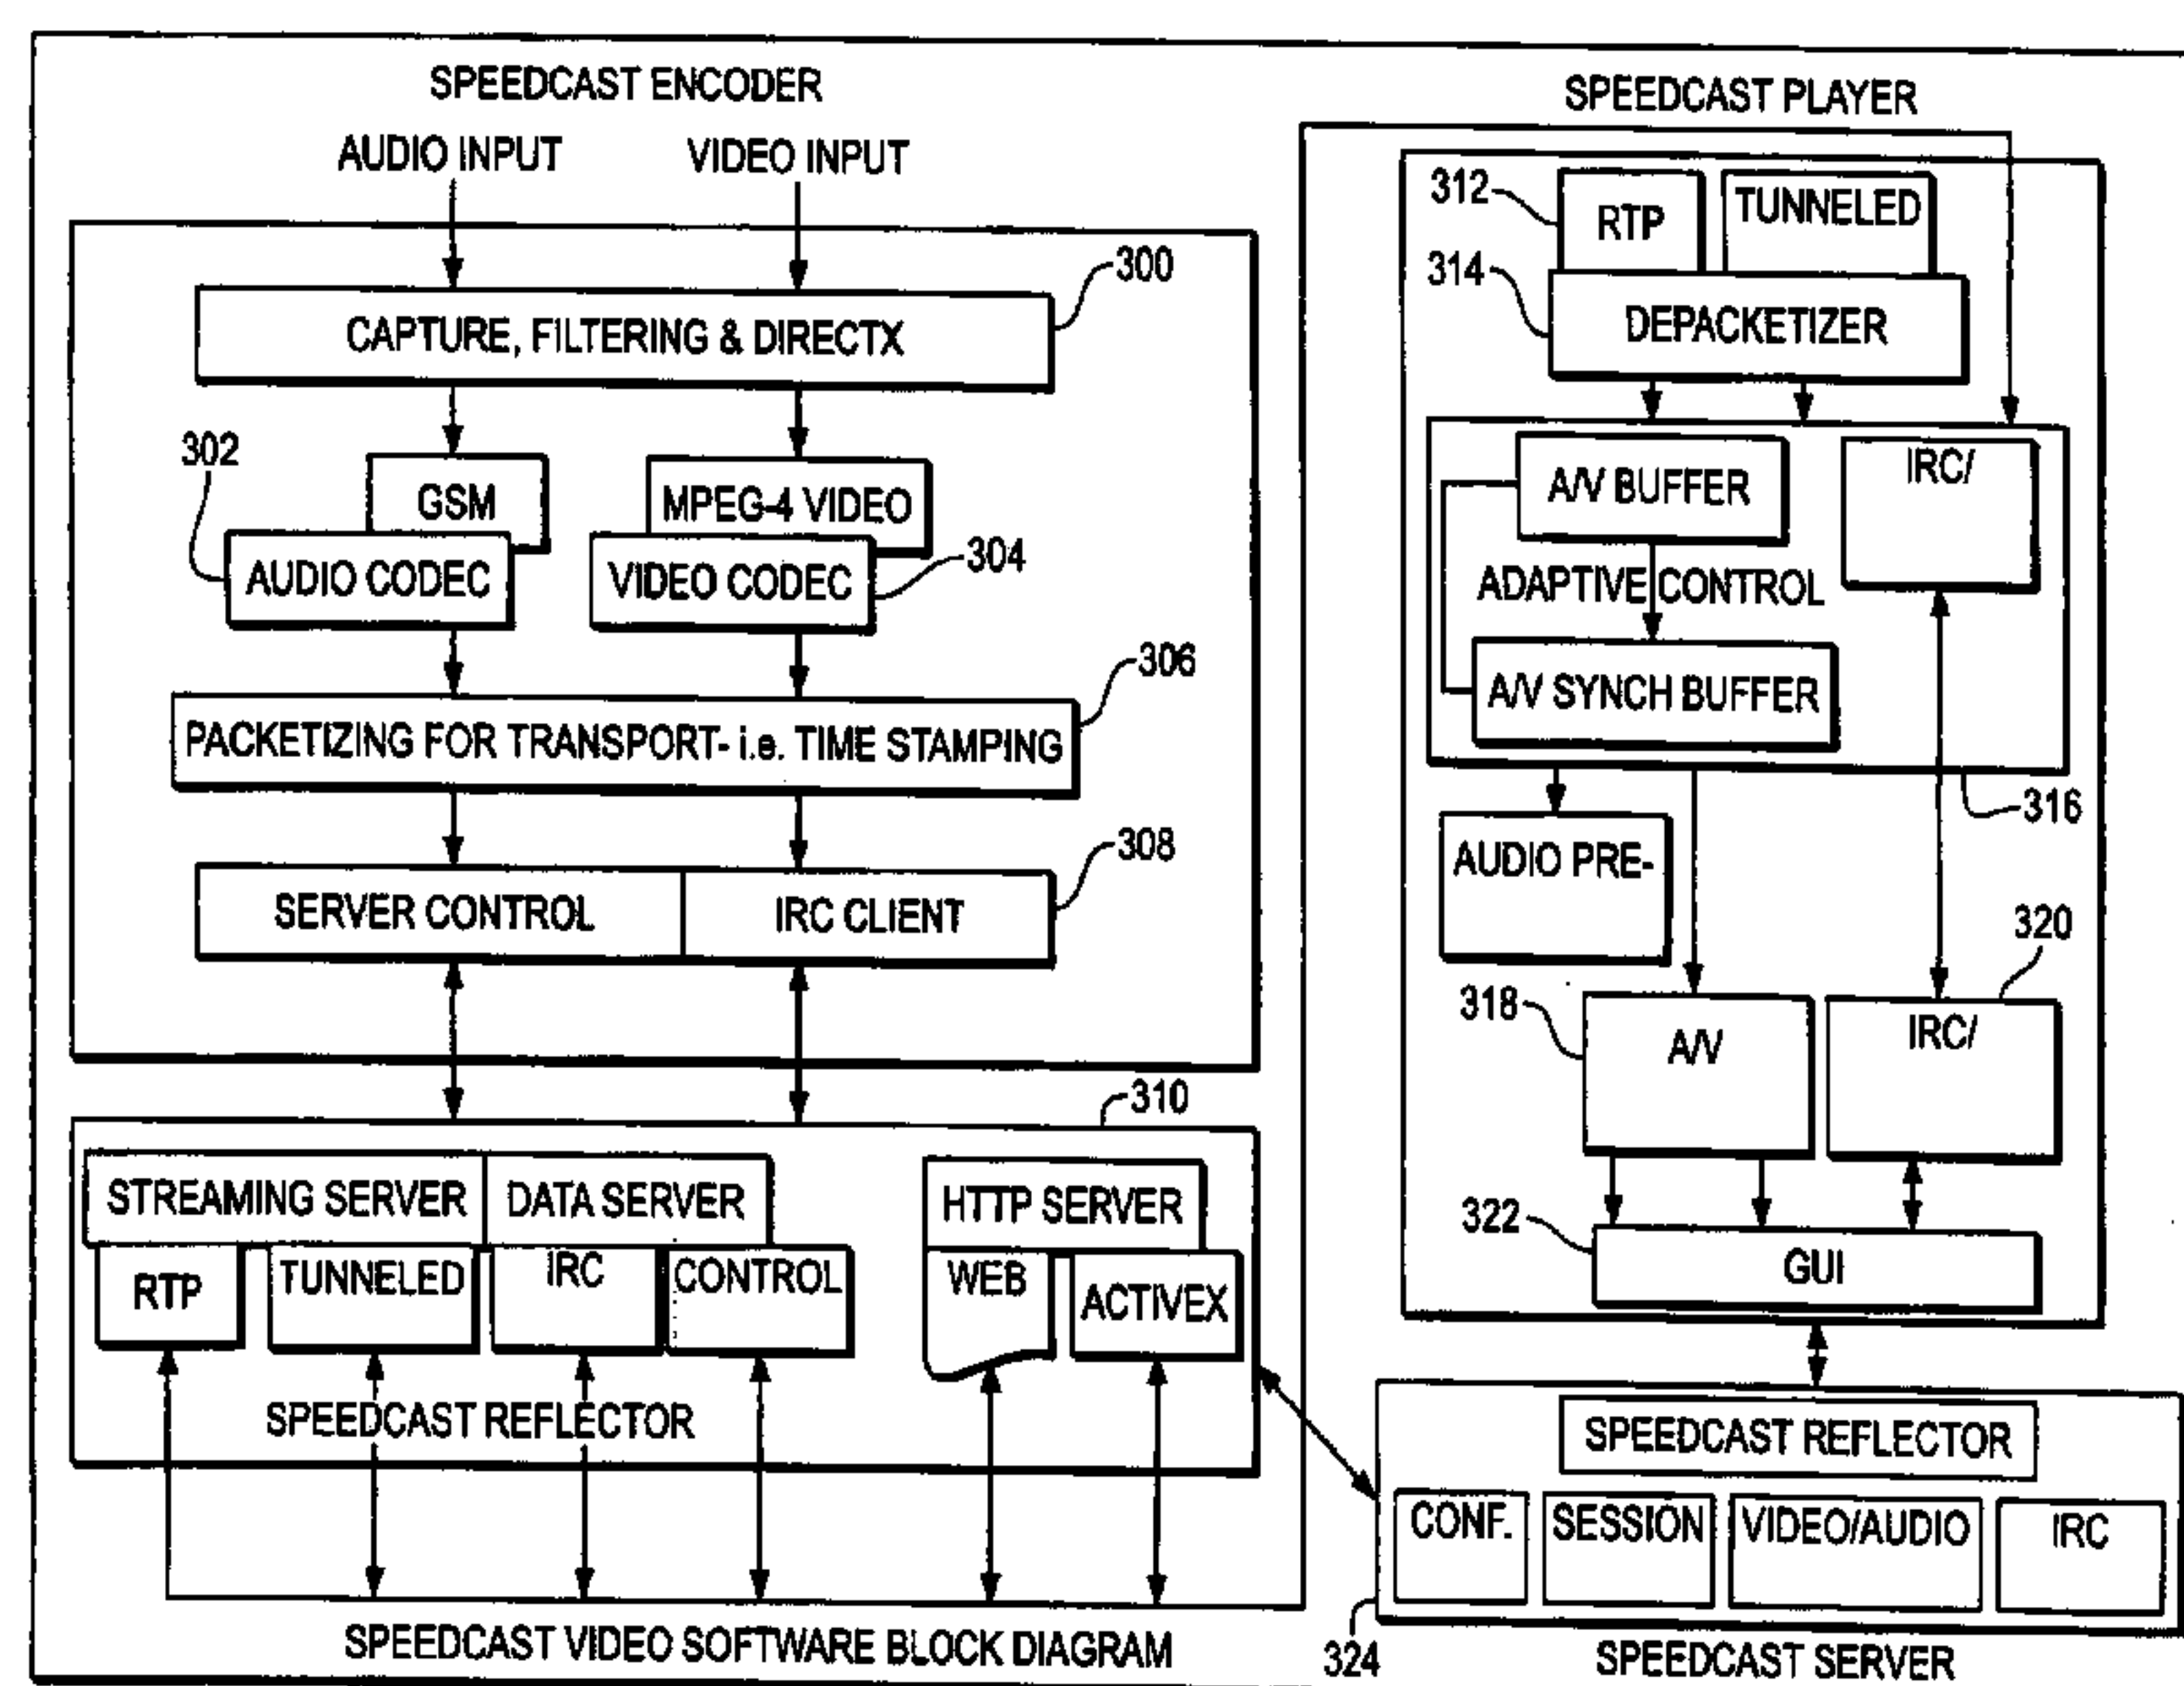 SPEEDCAST ENCODER
AUDIO INPUT
VIDEO INPUT
300
CAPTURE, FILTERING & DIRECTX
302
GSM
MPEG-4 VIDEO
AUDIO CODEC
VIDEO CODEC
304
306
PACKETIZING FOR TRANSPORT- i.e. TIME STAMPING
308
SERVER CONTROL
IRC CLIENT
310
STREAMING SERVER
DATA SERVER
HTTP SERVER
RTP
TUNNELED
IRC
CONTROL
WEB
ACTIVEX
SPEEDCAST REFLECTOR
SPEEDCAST VIDEO SOFTWARE BLOCK DIAGRAM
SPEEDCAST PLAYER
312
RTP
TUNNELED
314
DEPACKETIZER
A/V BUFFER
IRC/
ADAPTIVE CONTROL
A/V SYNCH BUFFER
316
AUDIO PRE-
318
A/V
320
IRC/
322
GUI
SPEEDCAST REFLECTOR
CONF.
SESSION
VIDEO/AUDIO
IRC
324
SPEEDCAST SERVER